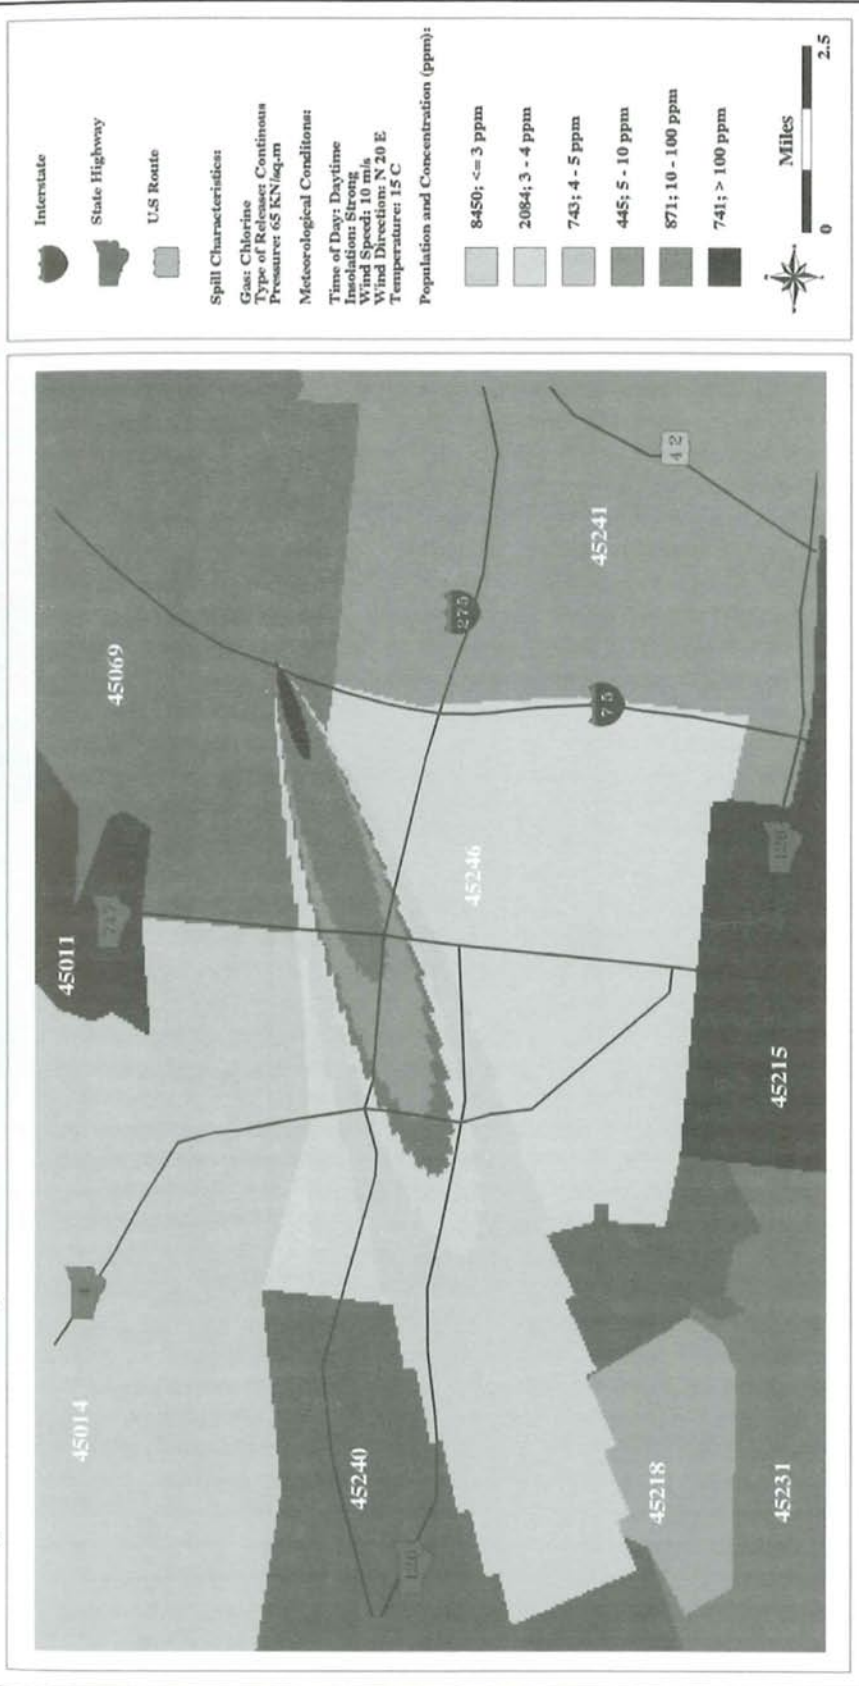 Interstate
State Highway
U.S Route
Spill Characteristics:
Gas: Chlorine
Type of Release: Continous
Pressure: 65 KN/sq.m
Meteorological Conditons:
Time of Day: Daytime
Insolation: Strong
Wind Speed: 10 m/s
Wind Direction: N 20 E
Temperature: 15 C
Population and Concentration (ppm):
8450; <= 3 ppm
2084; 3 - 4 ppm
743; 4 - 5 ppm
445; 5 - 10 ppm
871; 10 - 100 ppm
741; > 100 ppm
Miles
0 2.5
45069
45011
45014
45241
45246
45240
45215
45218
45231
275
75
42
747
4
126
126